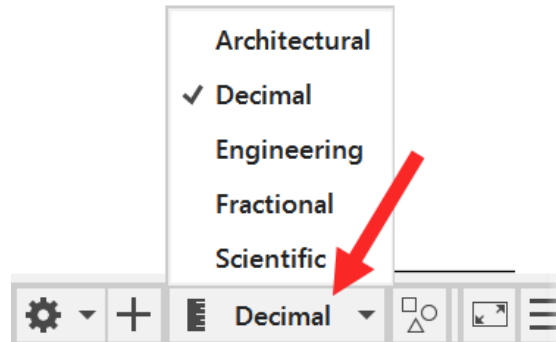 Architectural
Decimal
Engineering
Fractional
Scientific
Decimal